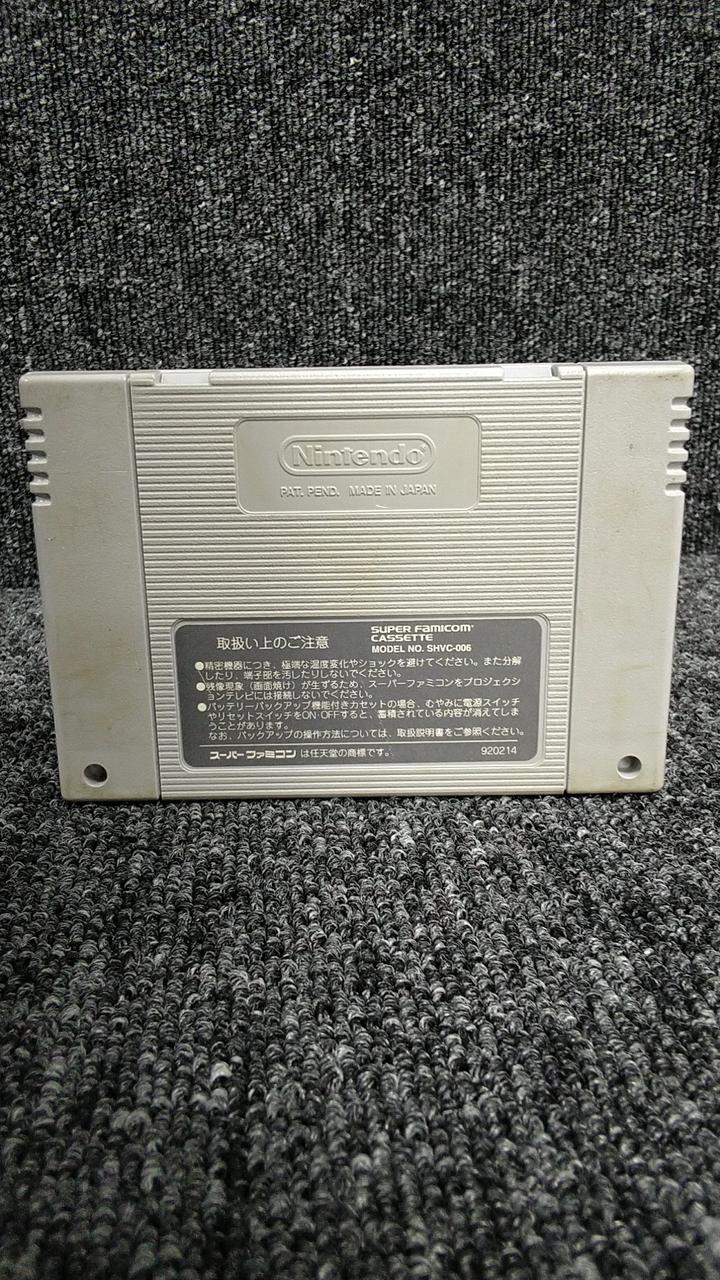 Nintendo®
PAT. PEND. MADE IN JAPAN
取扱い上のご注意
SUPER FAMICOM®
CASSETTE
MODEL NO. SHVC-006
●精密機器につき、極端な温度変化やショックを避けてください。また分解
したり、端子部を汚したりしないでください。
●残像現象（画面焼け）が生ずるため、スーパーファミコンをプロジェクシ
ョンテレビには接続しないでください。
●バッテリーバックアップ機能付きカセットの場合、むやみに電源スイッチ
やリセットスイッチをON・OFFすると、蓄積されている内容が消えてしま
うことがあります。
なお、バックアップの操作方法については、取扱説明書をご参照ください。
スーパーファミコンは任天堂の商標です。
920214